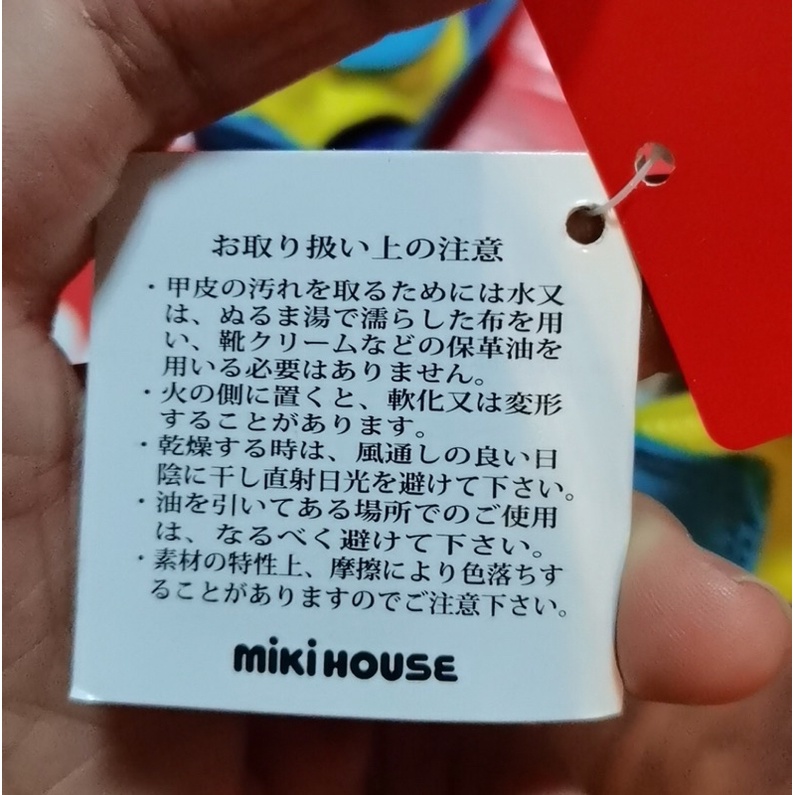 お取り扱い上の注意
・甲皮の汚れを取るためには水又
は、ぬるま湯で濡らした布を用
い、靴クリームなどの保革油を
用いる必要はありません。
・火の側に置くと、軟化又は変形
することがあります。
・乾燥する時は、風通しの良い日
陰に干し直射日光を避けて下さい。
・油を引いてある場所でのご使用
は、なるべく避けて下さい。
・素材の特性上、摩擦により色落ちす
ることがありますのでご注意下さい。
miki HOUSE